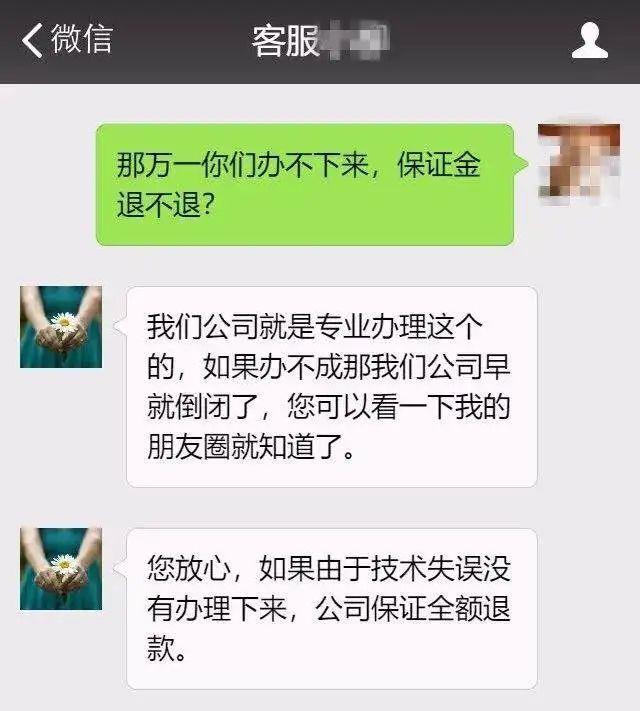 微信
客服
那万一你们办不下来，保证金
退不退？
我们公司就是专业办理这个
的，如果办不成那我们公司早
就倒闭了，您可以看一下我的
朋友圈就知道了。
您放心，如果由于技术失误没
有办理下来，公司保证全额退
款。